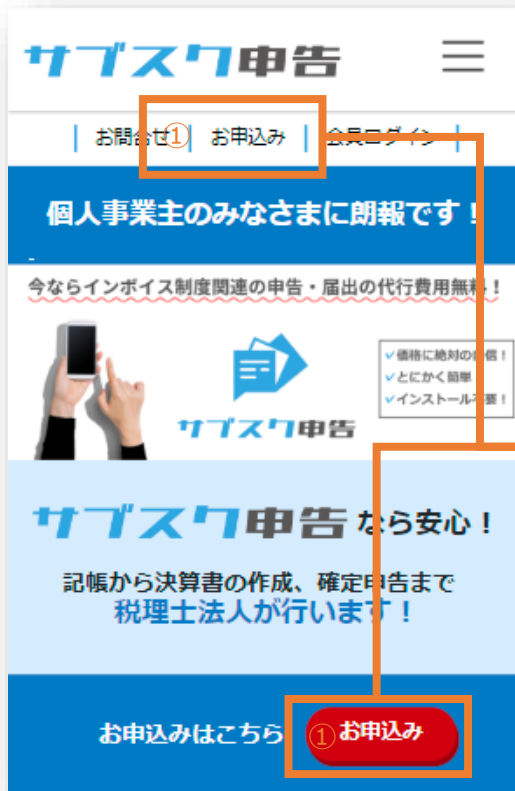 サブスク申告
お問合せ① お申込み 会員ログイン
個人事業主のみなさまに朗報です！
-
今ならインボイス制度関連の申告・届出の代行費用無料！
✓価格に絶対の自信！
✓とにかく簡単
✓インストール不要！
サブスク申告
サブスク申告なら安心！
記帳から決算書の作成、確定申告まで
税理士法人が行います！
お申込みはこちら ①お申込み